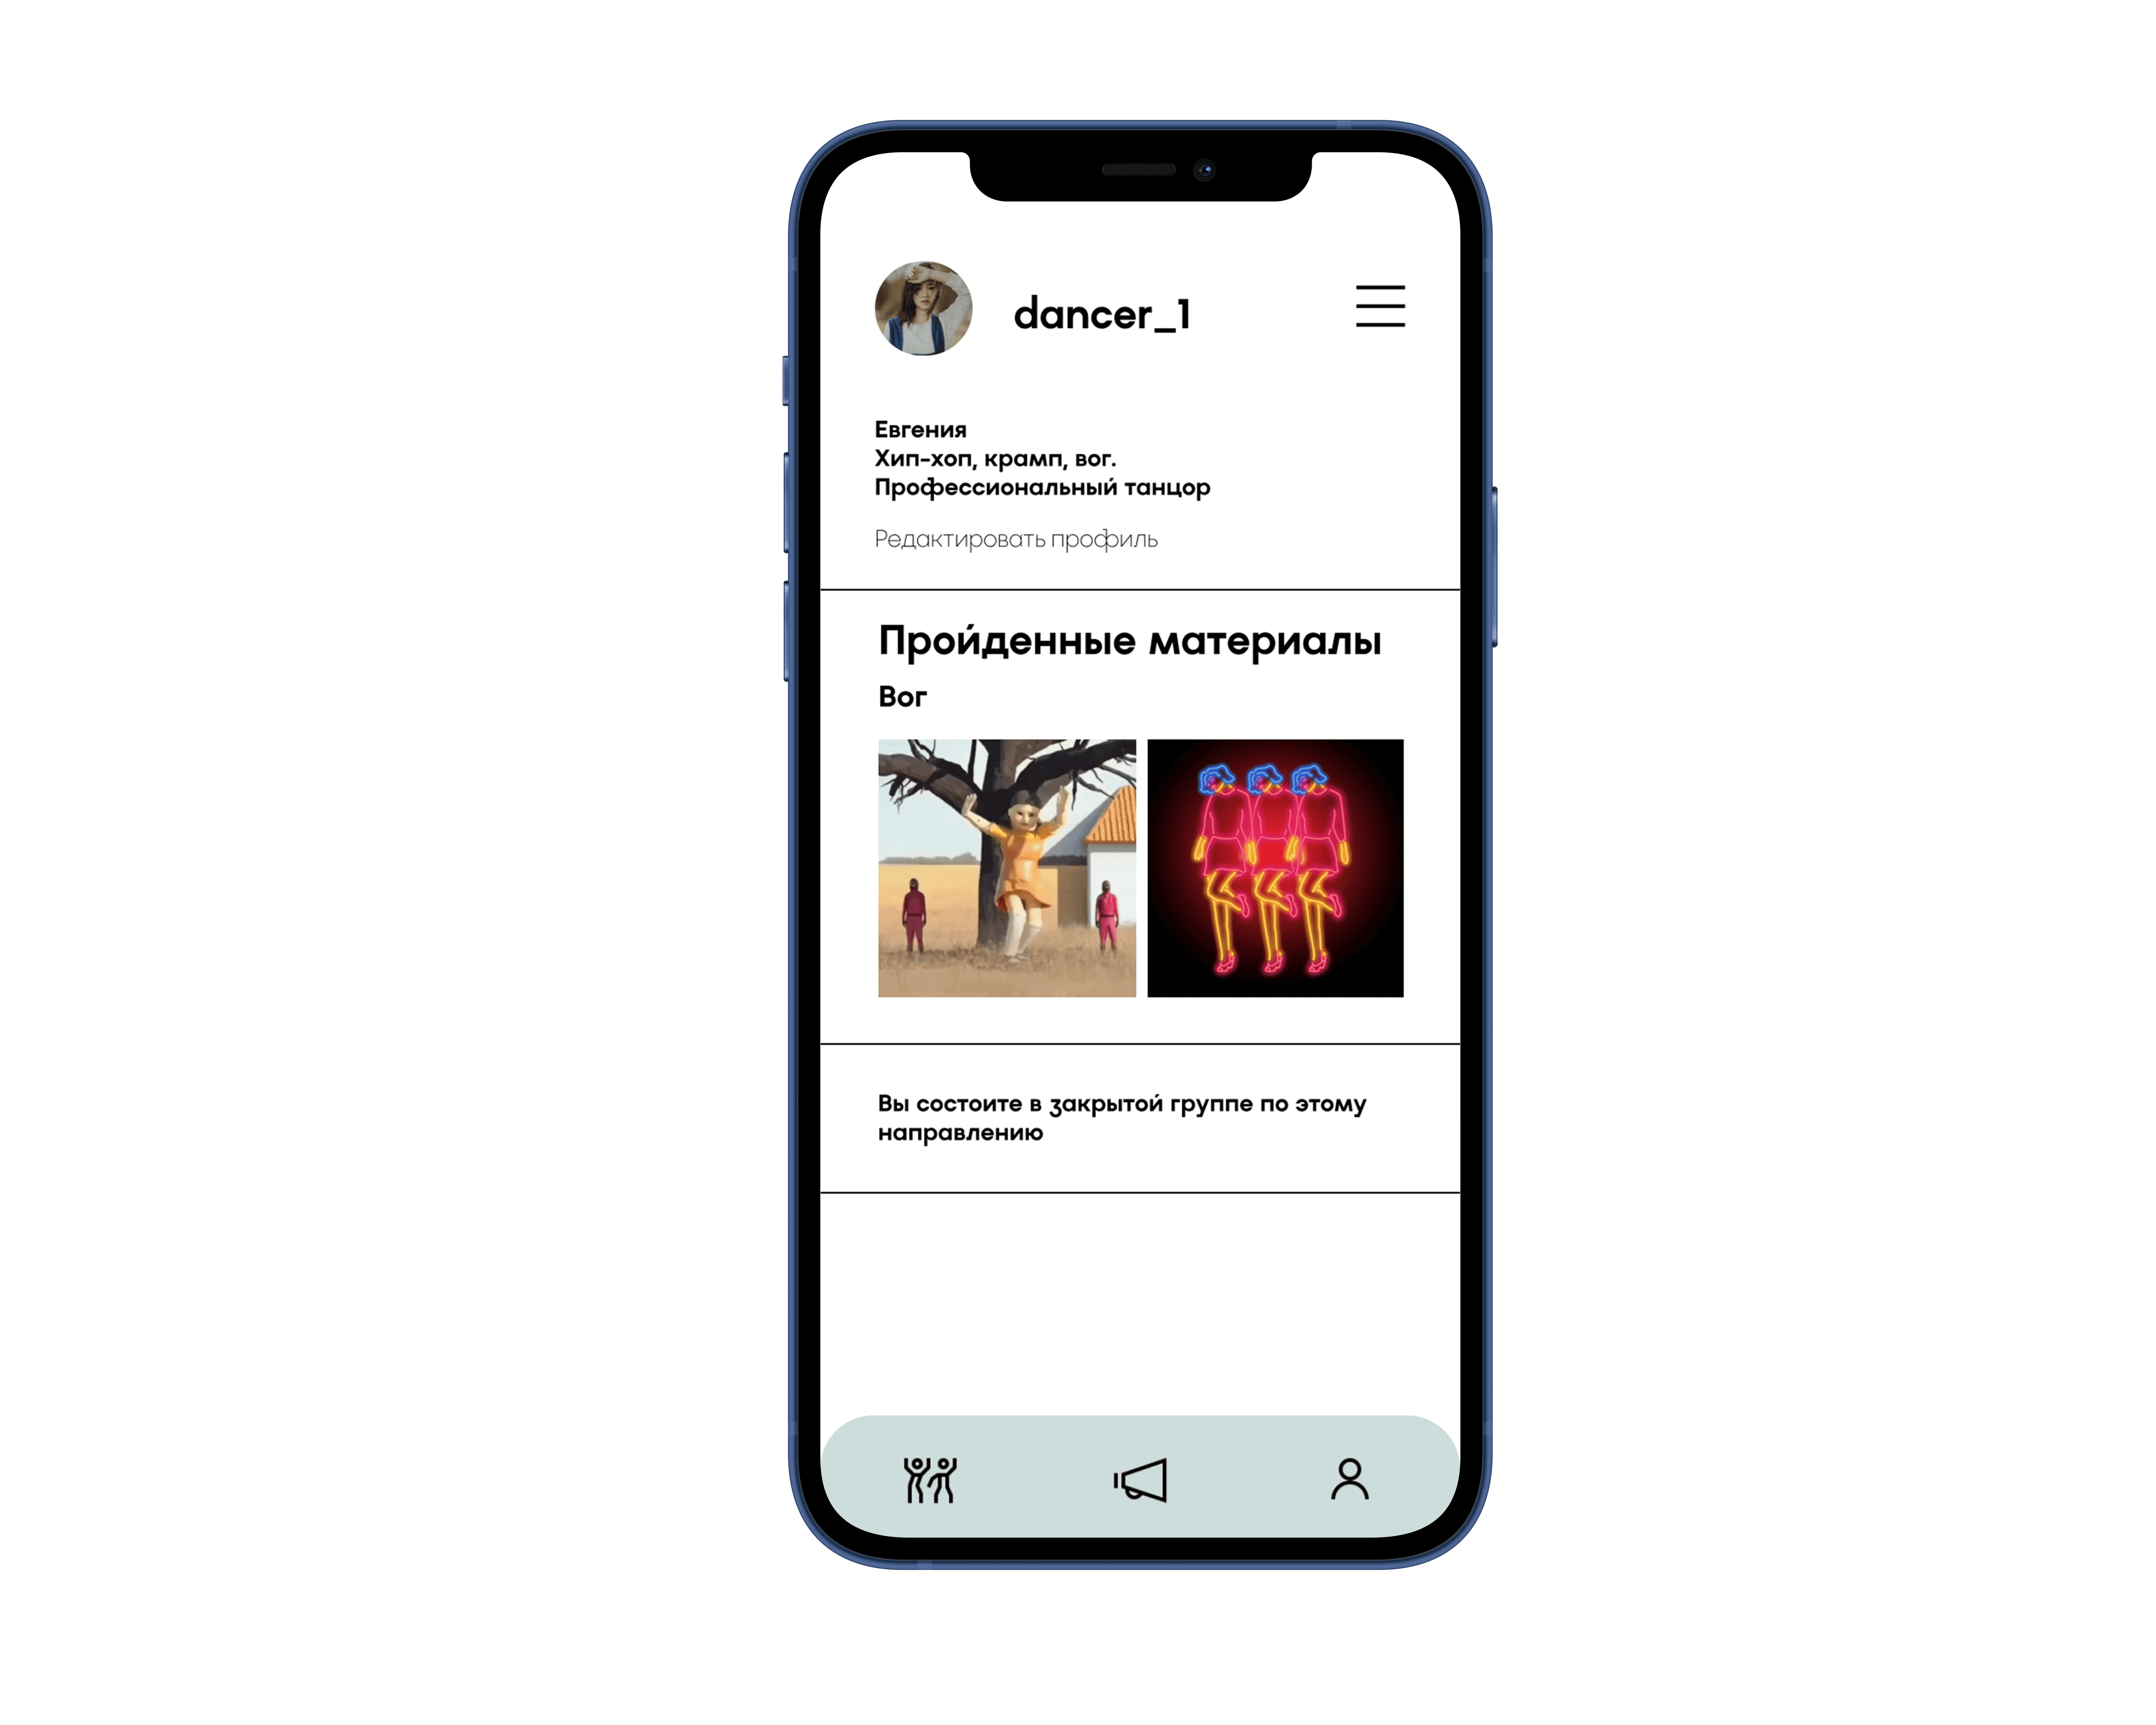 dancer_1
Евгения
Хип-хоп, крамп, вог.
Профессиональный танцор
Редактировать профиль
Пройденные материалы
Вог
Вы состоите в закрытой группе по этому
направлению